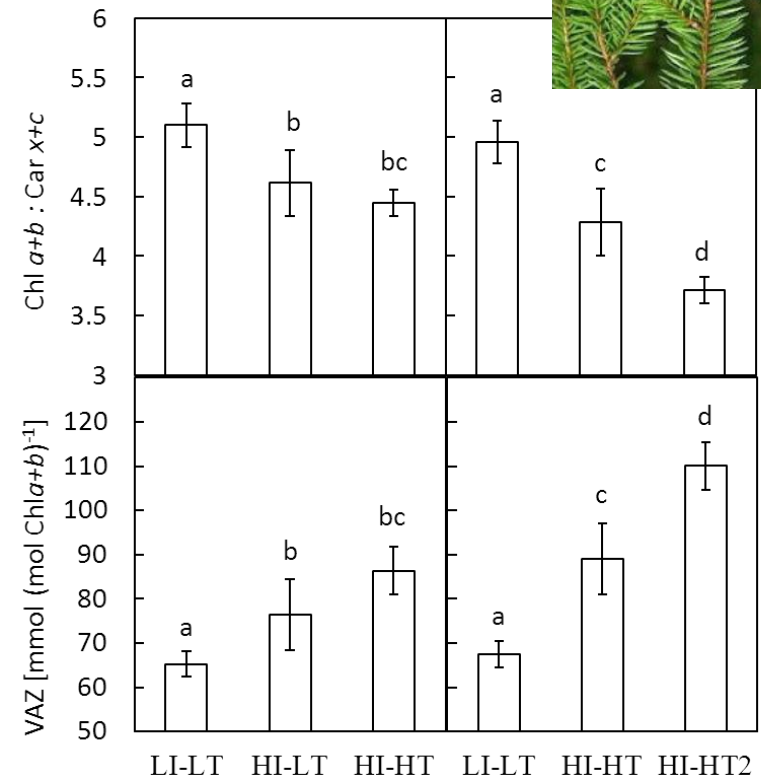 6
5.5
5
4.5
4
3.5
3
Chl a+b : Car x+c
a
b
bc
a
c
d
120
110
100
90
80
70
60
50
VAZ [mmol (mol Chla+b)-1]
a
b
bc
a
c
d
LI-LT HI-LT HI-HT LI-LT HI-HT HI-HT2